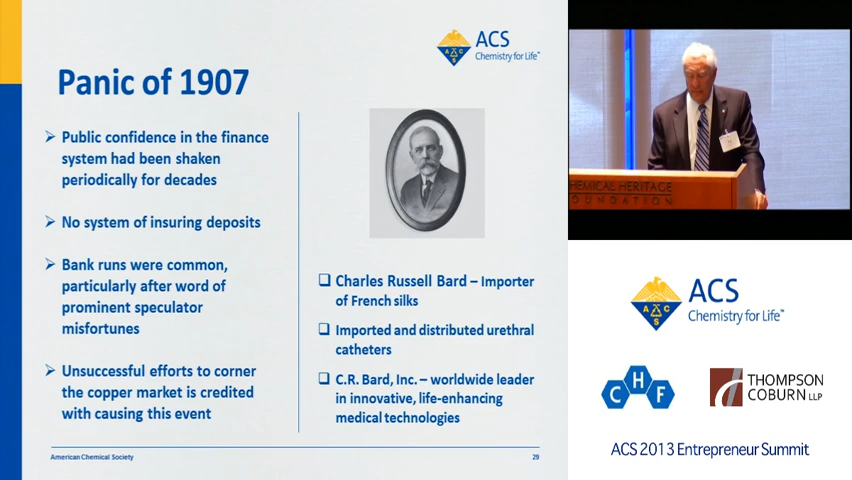 ACS
Chemistry for Life™
Panic of 1907
Public confidence in the finance
system had been shaken
periodically for decades
No system of insuring deposits
Bank runs were common,
particularly after word of
prominent speculator
misfortunes
Unsuccessful efforts to corner
the copper market is credited
with causing this event
Charles Russell Bard – Importer
of French silks
Imported and distributed urethral
catheters
C.R. Bard, Inc. – worldwide leader
in innovative, life-enhancing
medical technologies
American Chemical Society
29
HEMICAL HERITAGE
OUNDATION
A C S
ACS
Chemistry for Life™
C H F
THOMPSON
COBURN LLP
ACS 2013 Entrepreneur Summit